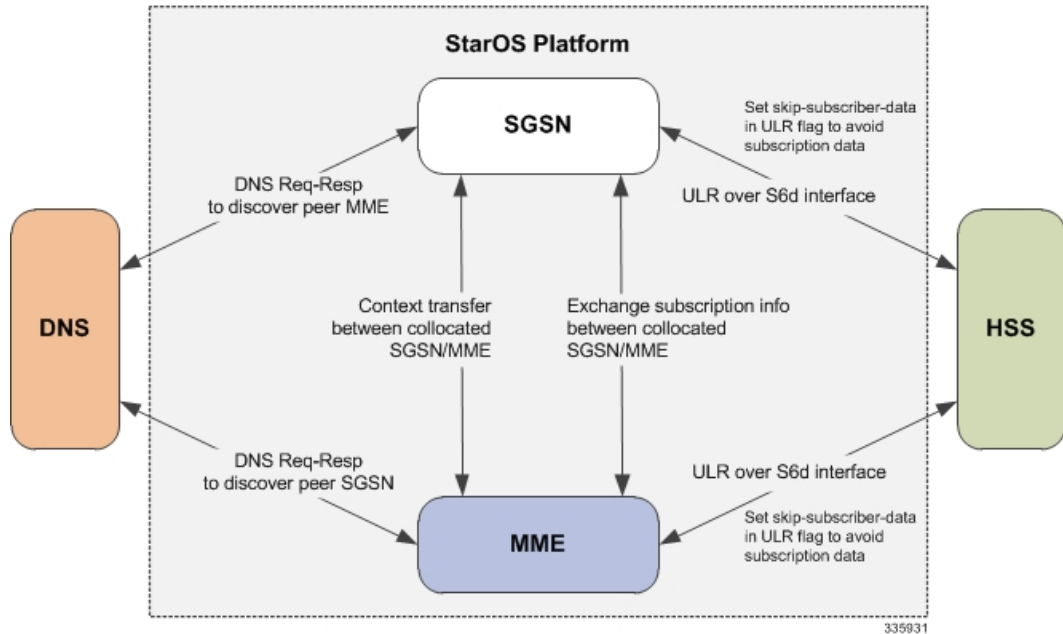 StarOS Platform
SGSN
Set skip-subscriber-data
in ULR flag to avoid
subscription data
DNS Req-Resp
to discover peer MME
ULR over S6d interface
DNS
Context transfer
between collocated
SGSN/MME
Exchange subscription info
between collocated
SGSN/MME
HSS
DNS Req-Resp
to discover peer SGSN
ULR over S6d interface
MME
Set skip-subscriber-data
in ULR flag to avoid
subscription data
335931